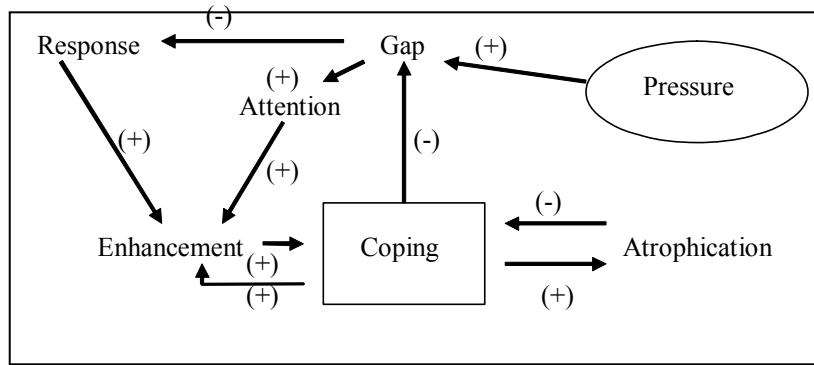 (-)
Response
Gap
(+)
Pressure
(+)
Attention
(+)
(+)
(-)
(-)
Enhancement
Coping
Atrophication
(+)
(+)
(+)